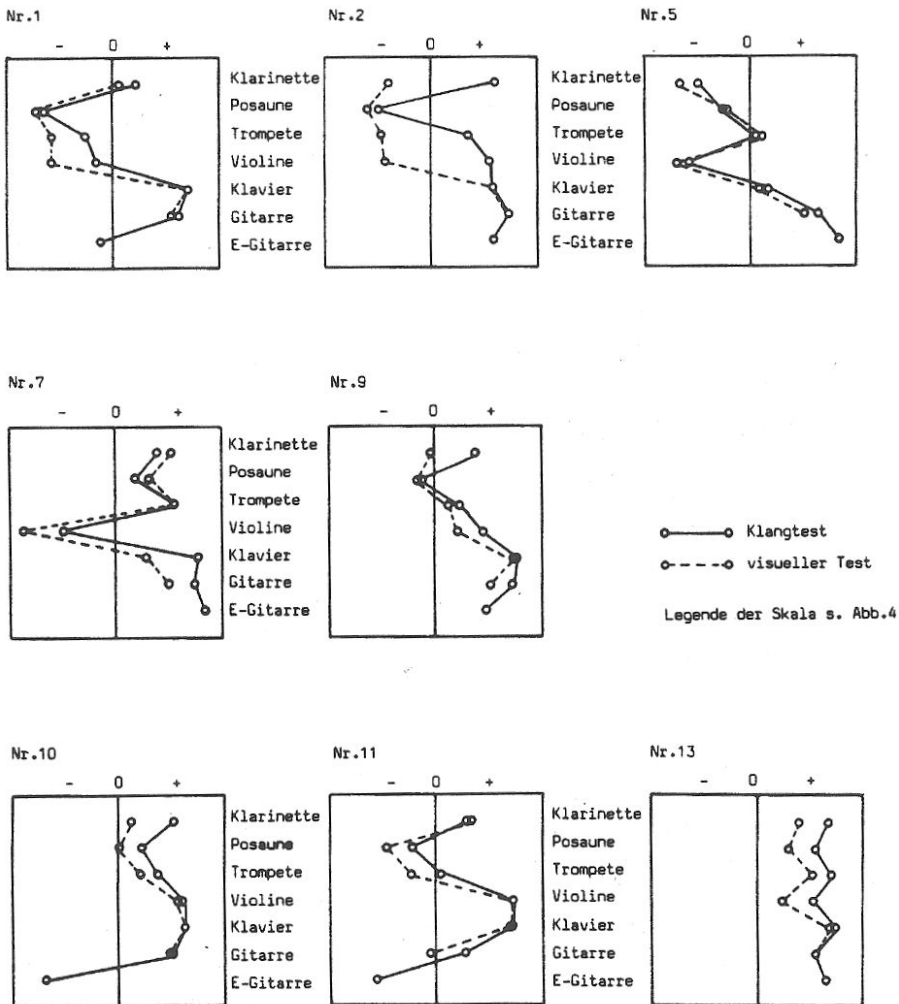 Nr.1
Nr.2
Nr.5
- 0 +
- 0 +
- 0 +
Klarinette
Posaune
Trompete
Violine
Klavier
Gitarre
E-Gitarre
Klarinette
Posaune
Trompete
Violine
Klavier
Gitarre
E-Gitarre
Nr.7
Nr.9
- 0 +
- 0 +
Klarinette
Posaune
Trompete
Violine
Klavier
Gitarre
E-Gitarre
Klangtest
visueller Test
Legende der Skala s. Abb.4
Nr.10
Nr.11
Nr.13
- 0 +
- 0 +
- 0 +
Klarinette
Posaune
Trompete
Violine
Klavier
Gitarre
E-Gitarre
Klarinette
Posaune
Trompete
Violine
Klavier
Gitarre
E-Gitarre